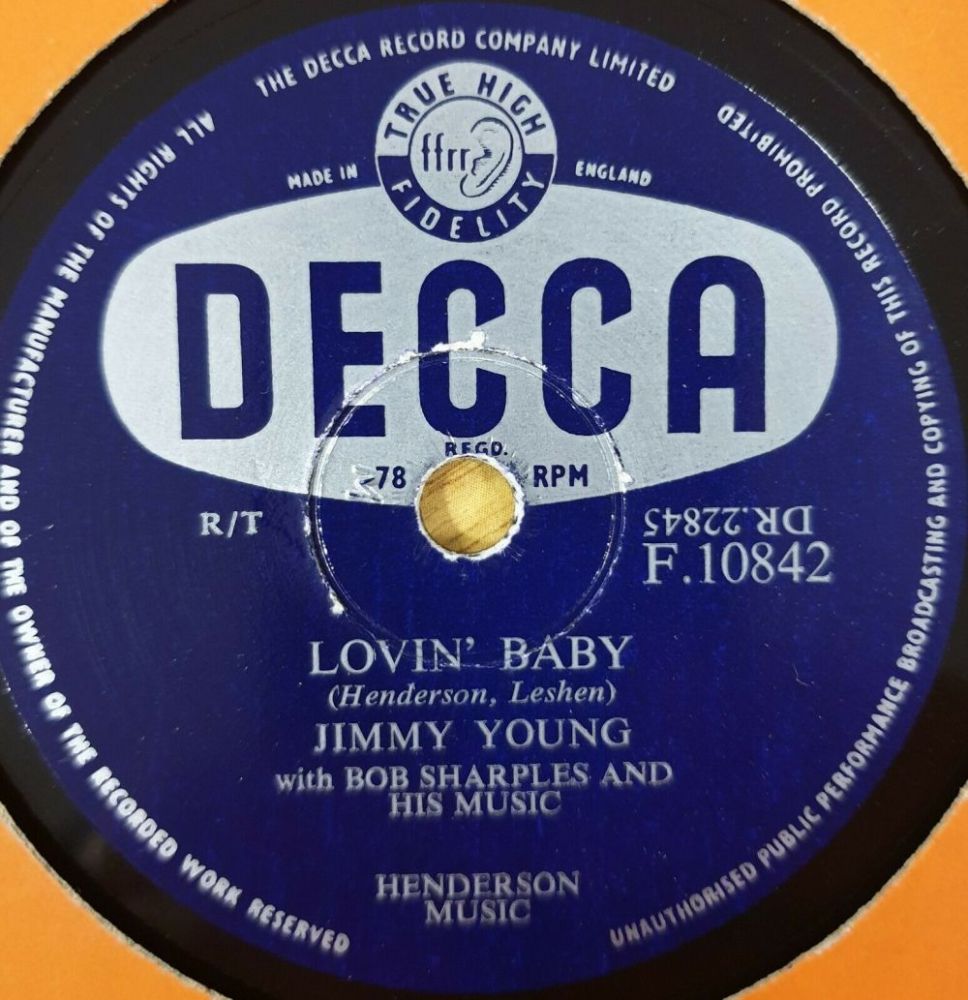 THE DECCA RECORD COMPANY LIMITED
ALL RIGHTS OF THE MANUFACTURER AND OF THE OWNER OF THE RECORDED WORK RESERVED
UNAUTHORISED PUBLIC PERFORMANCE BROADCASTING AND COPYING OF THIS RECORD PROHIBITED
TRUE HIGH
ffrr
FIDELITY
MADE IN ENGLAND
DECCA
REGD.
78 RPM
R/T
DR.22845
F.10842
LOVIN' BABY
(Henderson, Leshen)
JIMMY YOUNG
with BOB SHARPLES AND
HIS MUSIC
HENDERSON
MUSIC